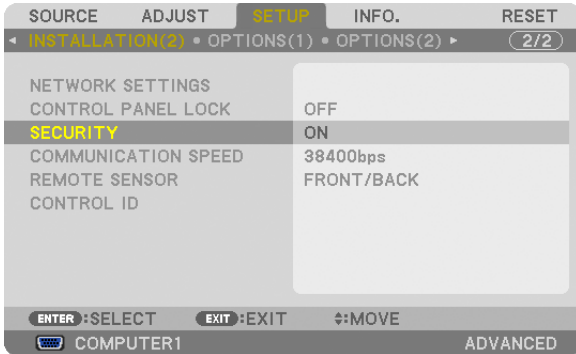 SOURCE ADJUST SETUP INFO. RESET
◂ INSTALLATION(2) • OPTIONS(1) • OPTIONS(2) ▸ 2/2
NETWORK SETTINGS
CONTROL PANEL LOCK OFF
SECURITY ON
COMMUNICATION SPEED 38400bps
REMOTE SENSOR FRONT/BACK
CONTROL ID
ENTER :SELECT EXIT :EXIT ⬍:MOVE
COMPUTER1 ADVANCED